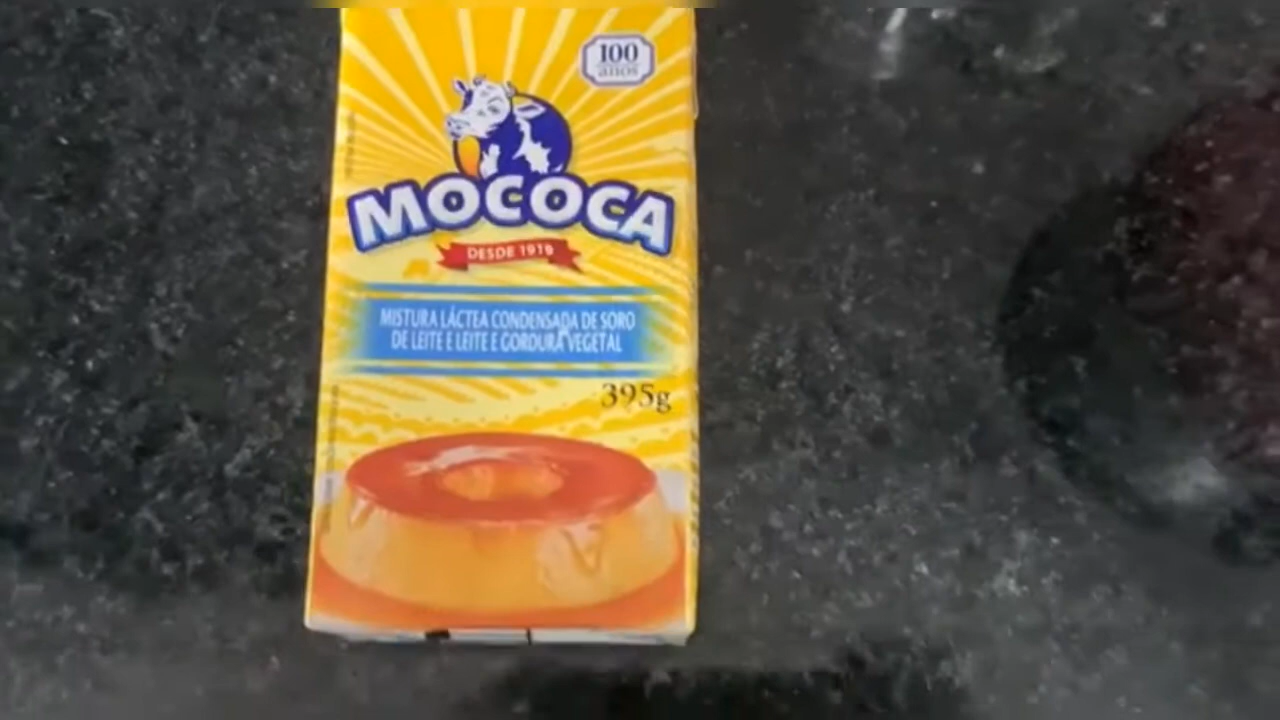 100
anos
MOCOCA
DESDE 1919
MISTURA LÁCTEA CONDENSADA DE SORO
DE LEITE E LEITE E GORDURA VEGETAL
395g